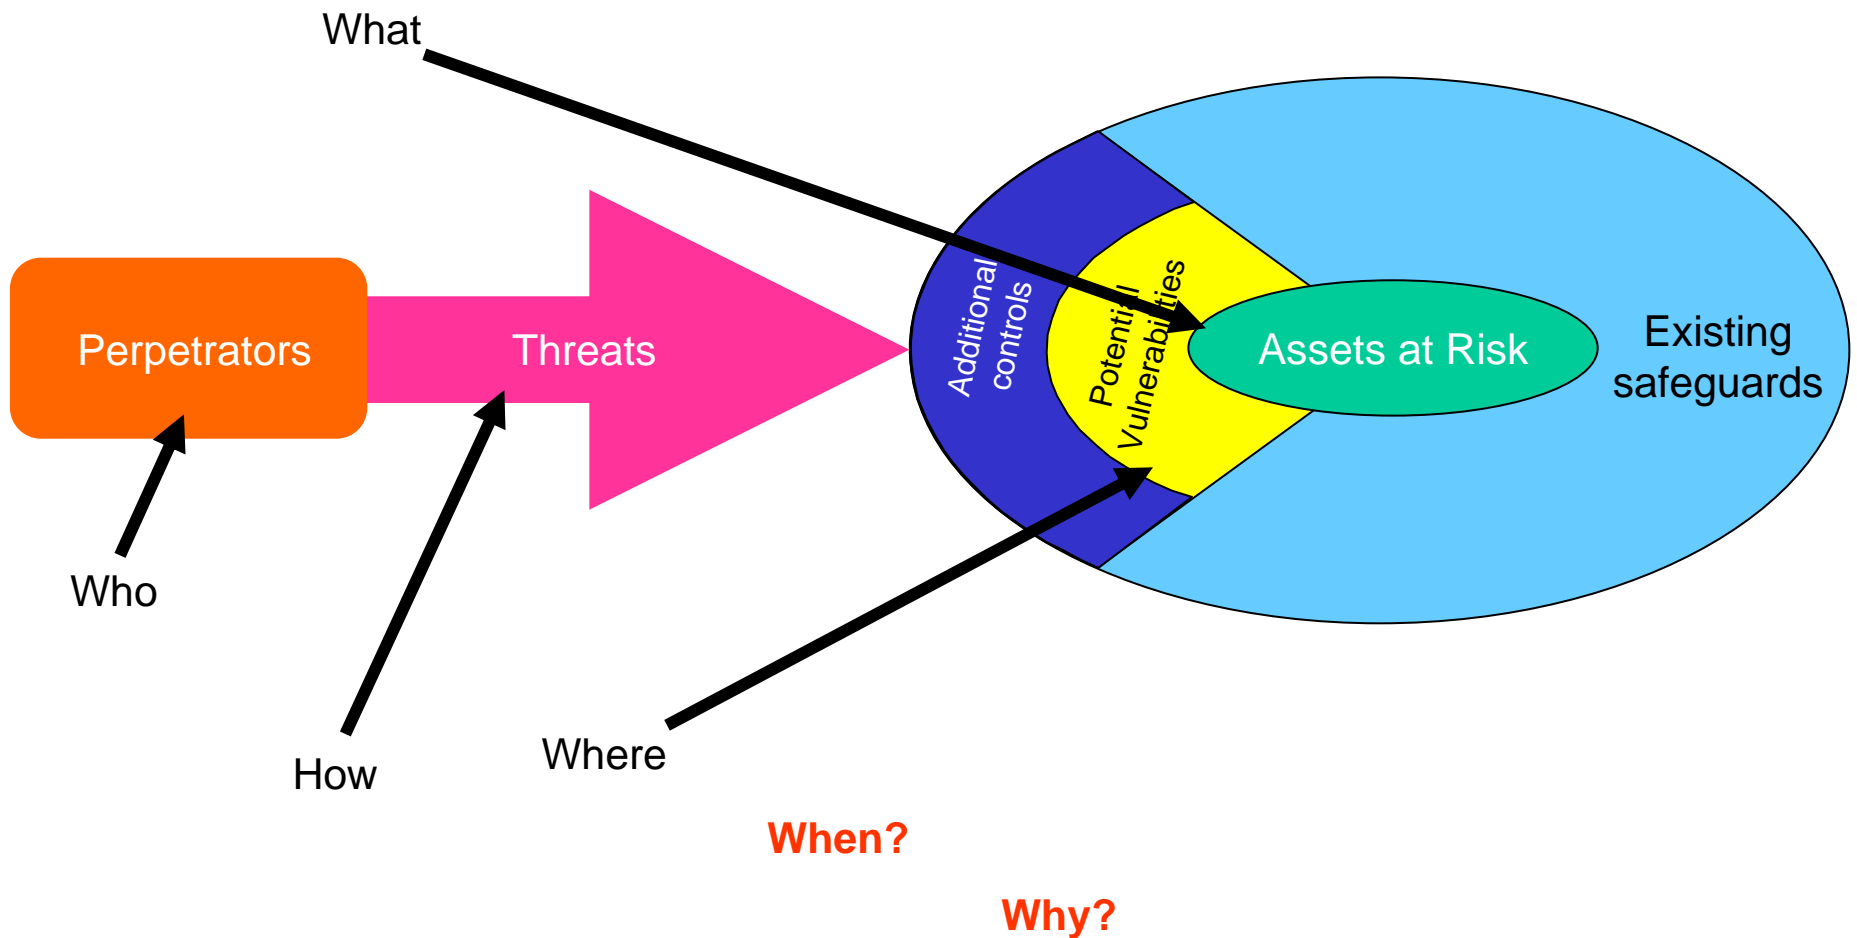 What
Perpetrators
Threats
Additional
controls
Potential
Vulnerabilities
Assets at Risk
Existing
safeguards
Who
How
Where
When?
Why?